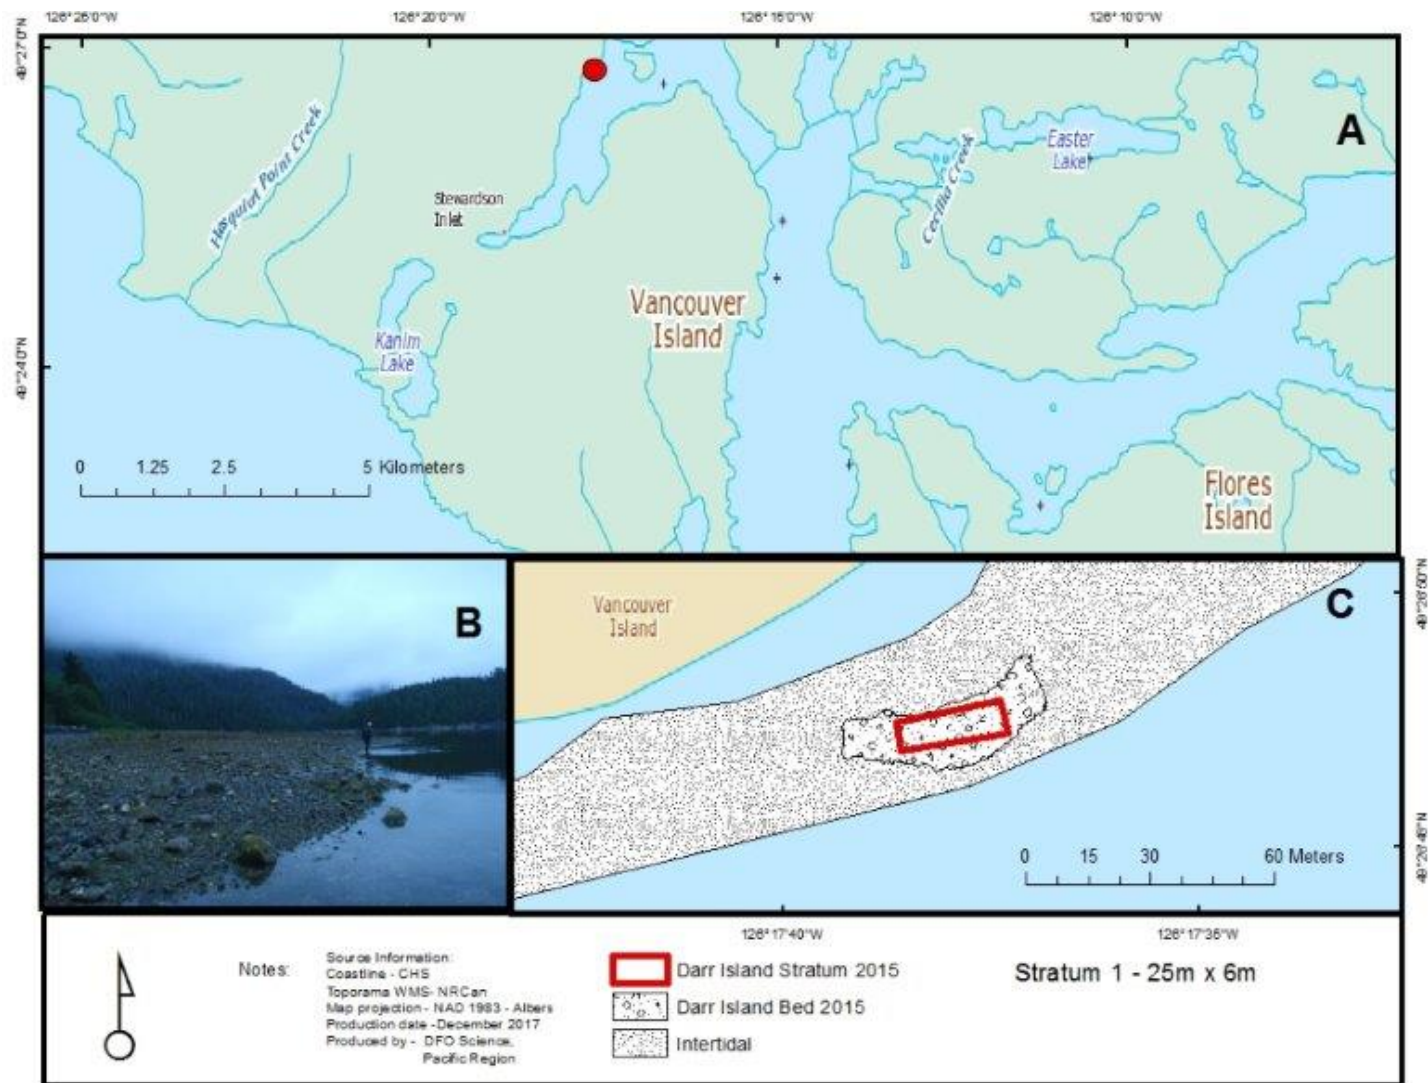 126°25'0"W
126°20'0"W
126°15'0"W
126°10'0"W
49°27'0"N
A
Hesquiat Point Creek
Easter
Lake
Cecilia Creek
Stewardson
Inlet
Vancouver
Island
Kanim
Lake
49°24'0"N
0 1.25 2.5 5 Kilometers
Flores
Island
B
Vancouver
Island
C
0 15 30 60 Meters
126°17'40"W
126°17'35"W
Notes:
Source Information:
Coastline - CHS
Toporama WMS- NRCan
Map projection - NAD 1983 - Albers
Production date -December 2017
Produced by - DFO Science,
Pacific Region
Darr Island Stratum 2015
Darr Island Bed 2015
Intertidal
Stratum 1 - 25m x 6m